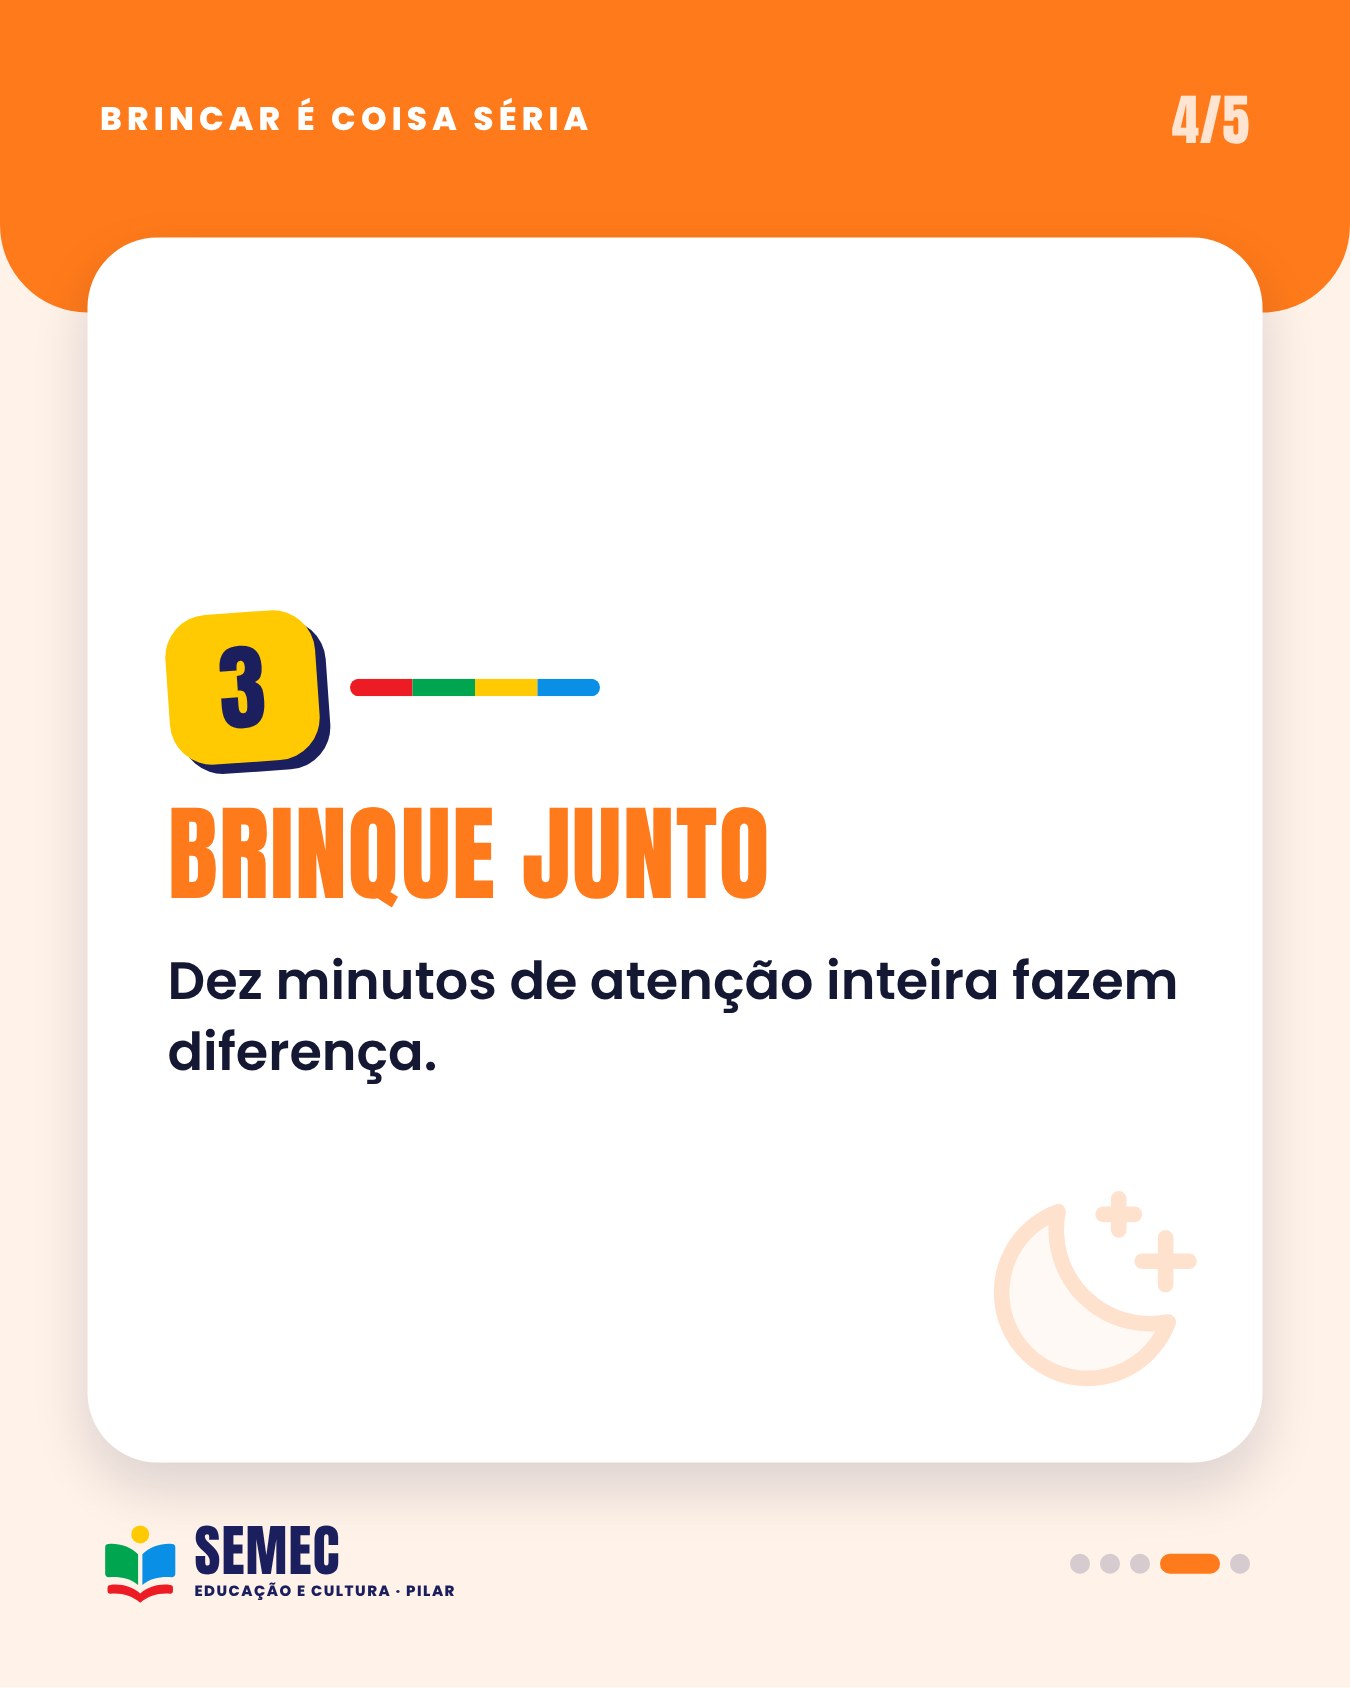 BRINCAR É COISA SÉRIA
4/5
3
BRINQUE JUNTO
Dez minutos de atenção inteira fazem
diferença.
SEMEC
EDUCAÇÃO E CULTURA · PILAR